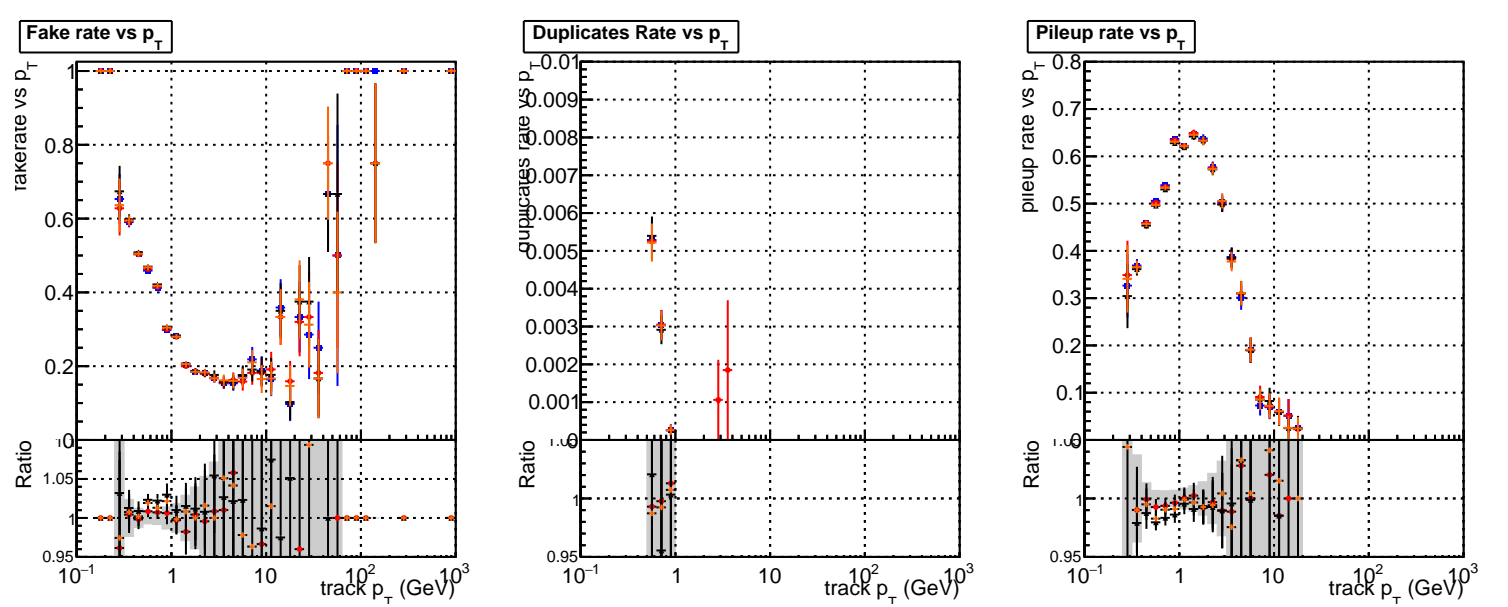 Fake rate vs p_T
fakerate vs p_T
1
0.8
0.6
0.4
0.2
0
Ratio
1.05
1
0.95
10^−1 1 10 10^2 10^3
track p_T (GeV)
Duplicates Rate vs p_T
duplicates rate vs p_T
0.01
0.009
0.008
0.007
0.006
0.005
0.004
0.003
0.002
0.001
0
Ratio
1
0.95
10^−1 1 10 10^2 10^3
track p_T (GeV)
Pileup rate vs p_T
pileup rate vs p_T
0.8
0.7
0.6
0.5
0.4
0.3
0.2
0.1
0
Ratio
1
0.95
10^−1 1 10 10^2 10^3
track p_T (GeV)